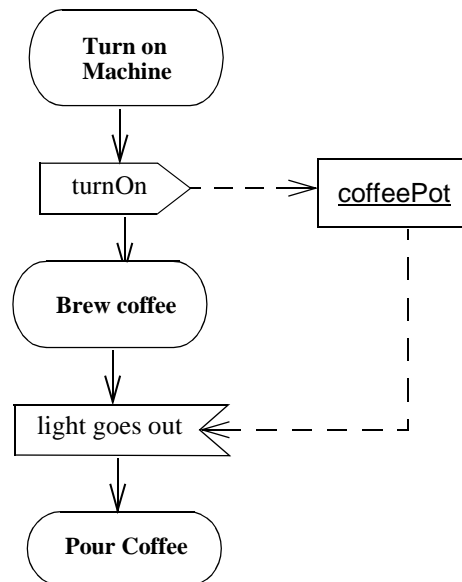 Turn on
Machine
turnOn
coffeePot
Brew coffee
light goes out
Pour Coffee